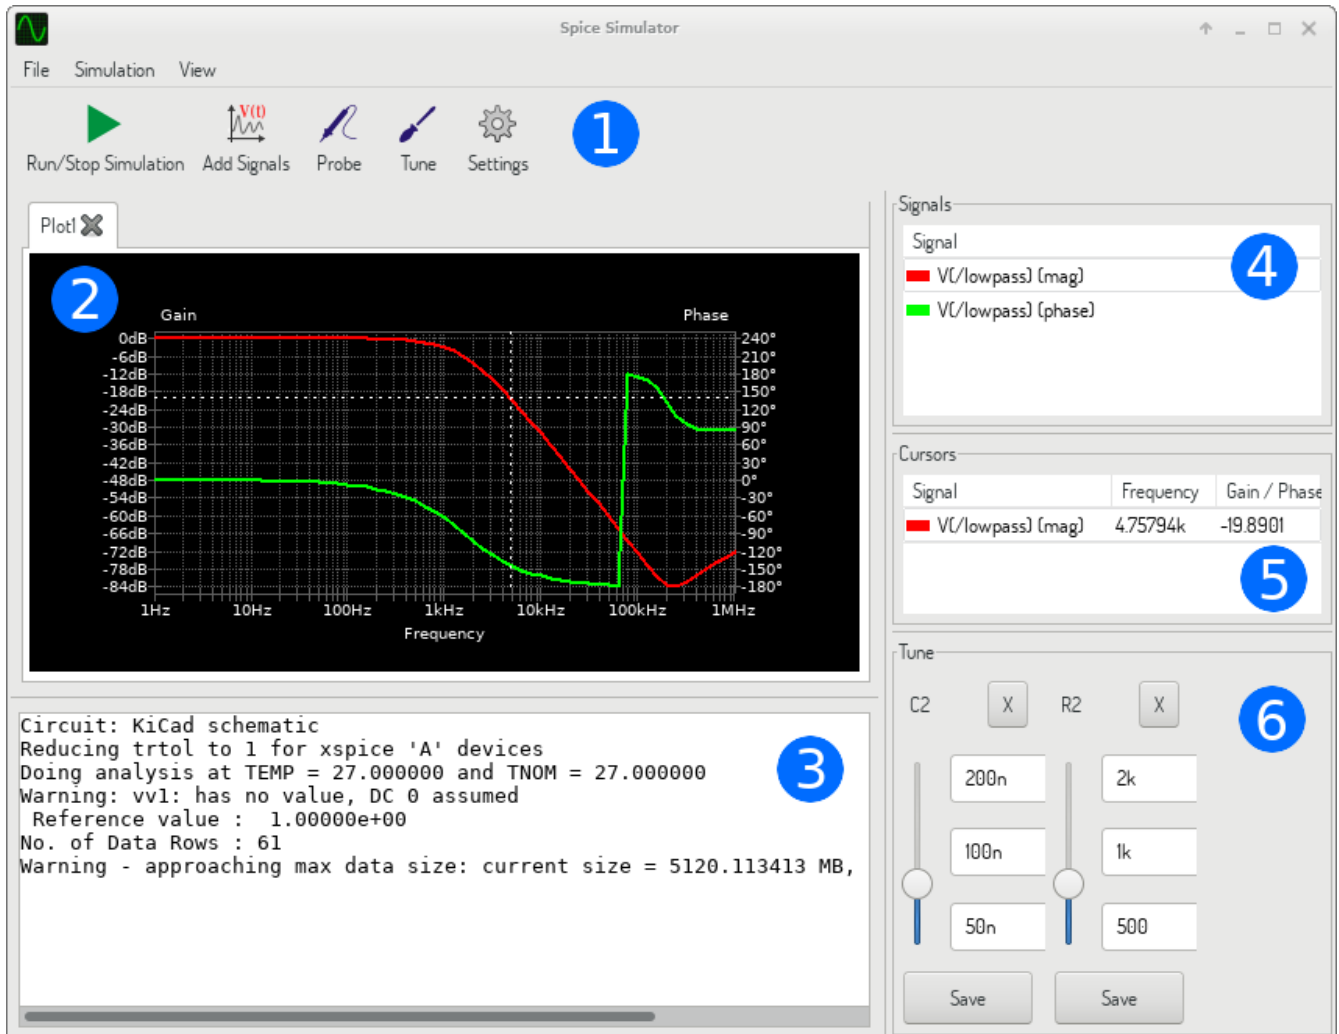 Spice Simulator
File Simulation View
Run/Stop Simulation Add Signals Probe Tune Settings
1
Plot1
2
Gain Phase
0dB 240°
-6dB 210°
-12dB 180°
-18dB 150°
-24dB 120°
-30dB 90°
-36dB 60°
-42dB 30°
-48dB 0°
-54dB -30°
-60dB -60°
-66dB -90°
-72dB -120°
-78dB -150°
-84dB -180°
1Hz 10Hz 100Hz 1kHz 10kHz 100kHz 1MHz
Frequency
Circuit: KiCad schematic
Reducing trtol to 1 for xspice 'A' devices
Doing analysis at TEMP = 27.000000 and TNOM = 27.000000
Warning: vv1: has no value, DC 0 assumed
Reference value : 1.00000e+00
No. of Data Rows : 61
Warning - approaching max data size: current size = 5120.113413 MB,
3
Signals
Signal
V(/lowpass) (mag)
V(/lowpass) (phase)
4
Cursors
Signal Frequency Gain / Phase
V(/lowpass) (mag) 4.75794k -19.8901
5
Tune
C2 X R2 X
6
200n 2k
100n 1k
50n 500
Save Save
V(t)